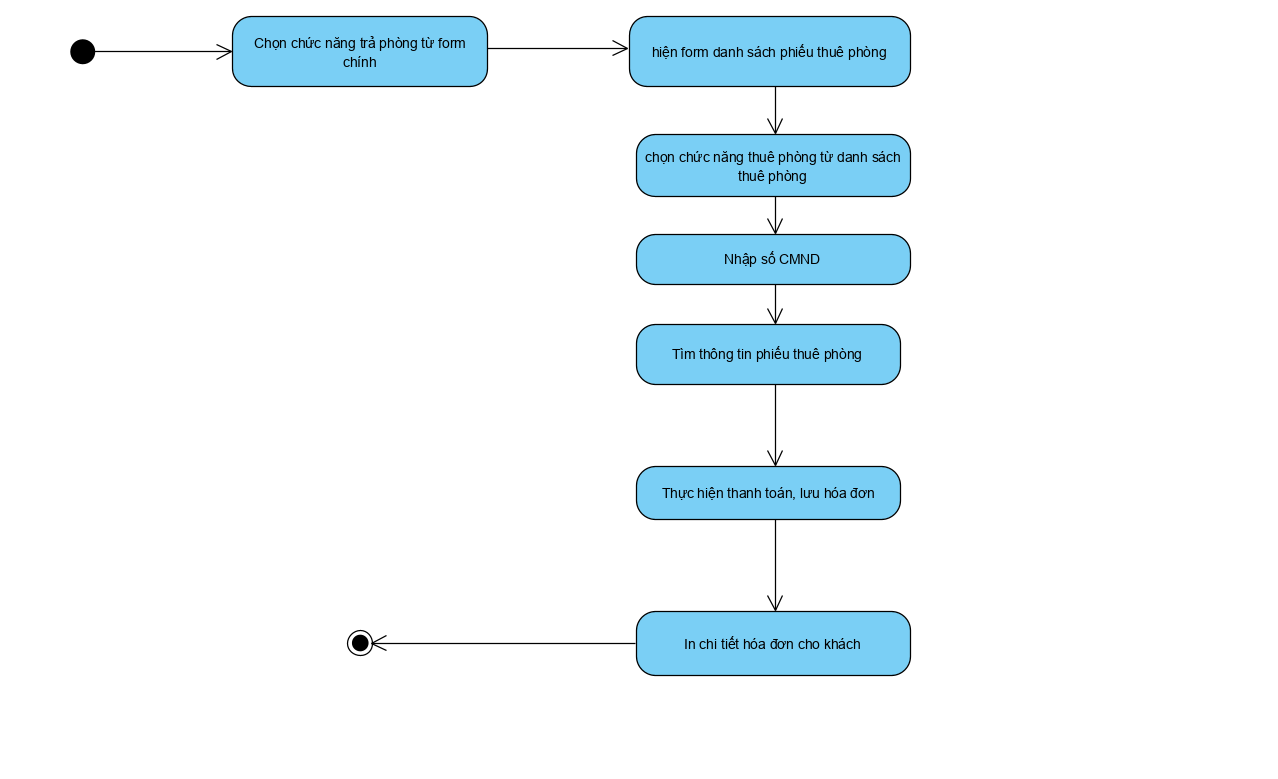 Chọn chức năng trả phòng từ form
chính
hiện form danh sách phiếu thuê phòng
chọn chức năng thuê phòng từ danh sách
thuê phòng
Nhập số CMND
Tìm thông tin phiếu thuê phòng
Thực hiện thanh toán, lưu hóa đơn
In chi tiết hóa đơn cho khách